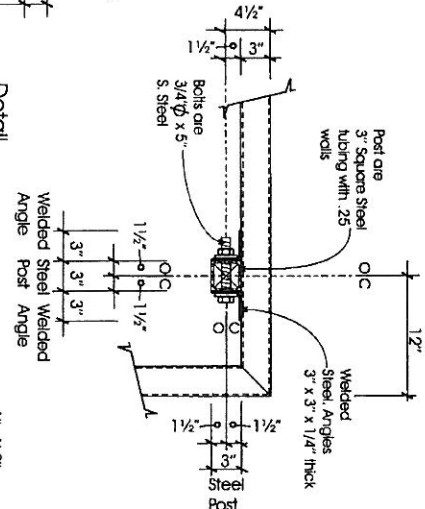 4½"
1½"
3"
Bolts are
3/4"ϕ x 5"
S. Steel
Post are
3" Square Steel
tubing with .25
walls
OC
12"
OC
Welded
Steel Angles
3" x 3" x 1/4" thick
1½"
1½"
3"
3"
3"
Welded Steel Welded
Angle Post Angle
1½"
1½"
3"
Steel
Post
Detail